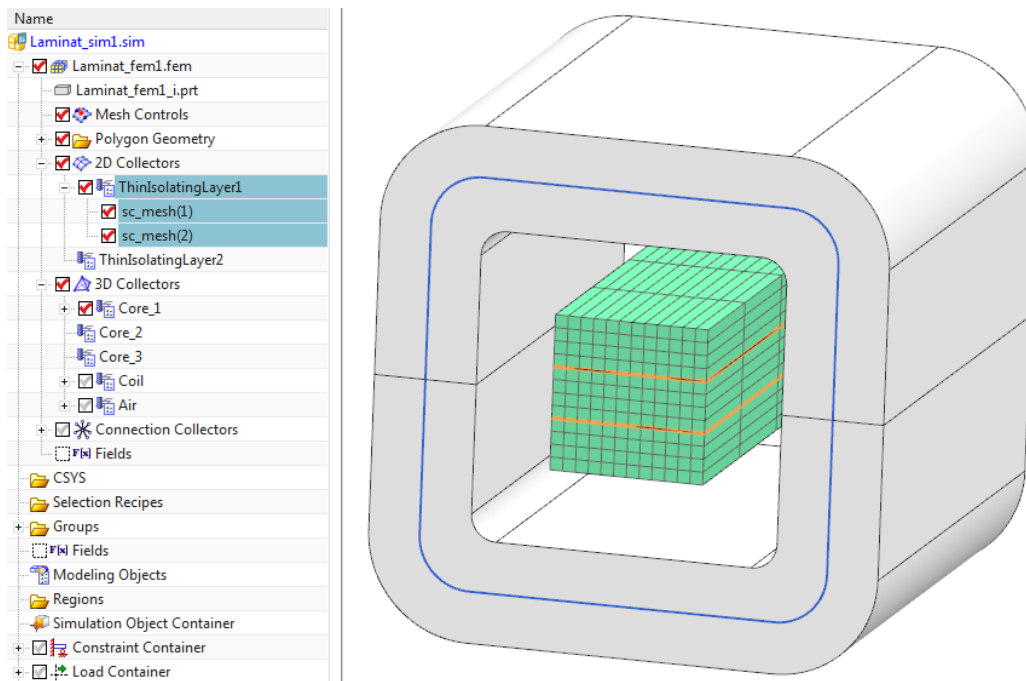 Name
Laminat_sim1.sim
Laminat_fem1.fem
Laminat_fem1_i.prt
Mesh Controls
Polygon Geometry
2D Collectors
ThinIsolatingLayer1
sc_mesh(1)
sc_mesh(2)
ThinIsolatingLayer2
3D Collectors
Core_1
Core_2
Core_3
Coil
Air
Connection Collectors
F(x) Fields
CSYS
Selection Recipes
Groups
F(x) Fields
Modeling Objects
Regions
Simulation Object Container
Constraint Container
Load Container